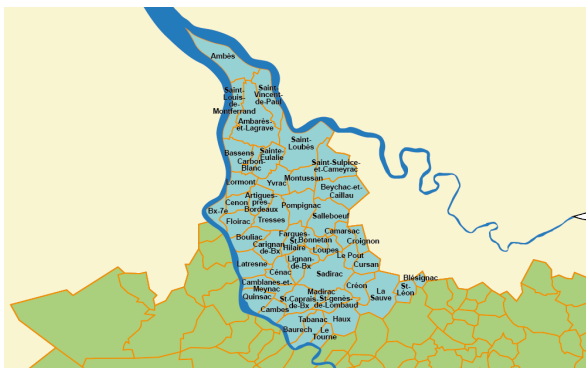 Ambès
Saint-
Louis-
de-
Montferrand
Saint-
Vincent-
de-Paul
Ambarès-
et-Lagrave
Saint-
Loubès
Bassens
Sainte-
Eulalie
Carbon-
Blanc
Saint-Sulpice-
et-Cameyrac
Montussan
Lormont
Yvrac
Beychac-et-
Caillau
Artigues-
près-
Bordeaux
Cenon
Pompignac
Bx-7e
Floirac
Tresses
Salleboeuf
Bouliac
Fargues-
St-
Hilaire
Bonnetan
Camarsac
Carignan-
de-Bx
Loupes
Croignon
Le Pout
Latresne
Lignan-
de-Bx
Cursan
Cénac
Sadirac
Blésignac
Camblanes-et-
Meynac
Créon
La
Sauve
St-
Léon
Quinsac
Madirac
St-Caprais-
de-Bx
St-genès-
de-Lombaud
Cambes
Tabanac
Haux
Baurech
Le
Tourne